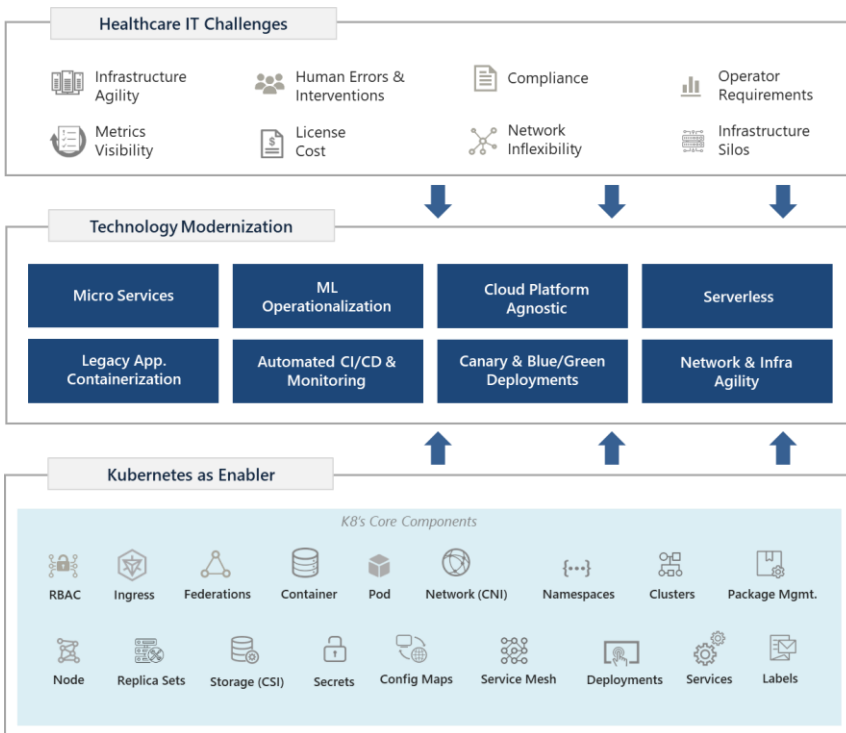 Healthcare IT Challenges
Infrastructure
Agility
Human Errors &
Interventions
Compliance
Operator
Requirements
Metrics
Visibility
License
Cost
Network
Inflexibility
Infrastructure
Silos
Technology Modernization
Micro Services
ML
Operationalization
Cloud Platform
Agnostic
Serverless
Legacy App.
Containerization
Automated CI/CD &
Monitoring
Canary & Blue/Green
Deployments
Network & Infra
Agility
Kubernetes as Enabler
K8's Core Components
RBAC
Ingress
Federations
Container
Pod
Network (CNI)
Namespaces
Clusters
Package Mgmt.
Node
Replica Sets
Storage (CSI)
Secrets
Config Maps
Service Mesh
Deployments
Services
Labels